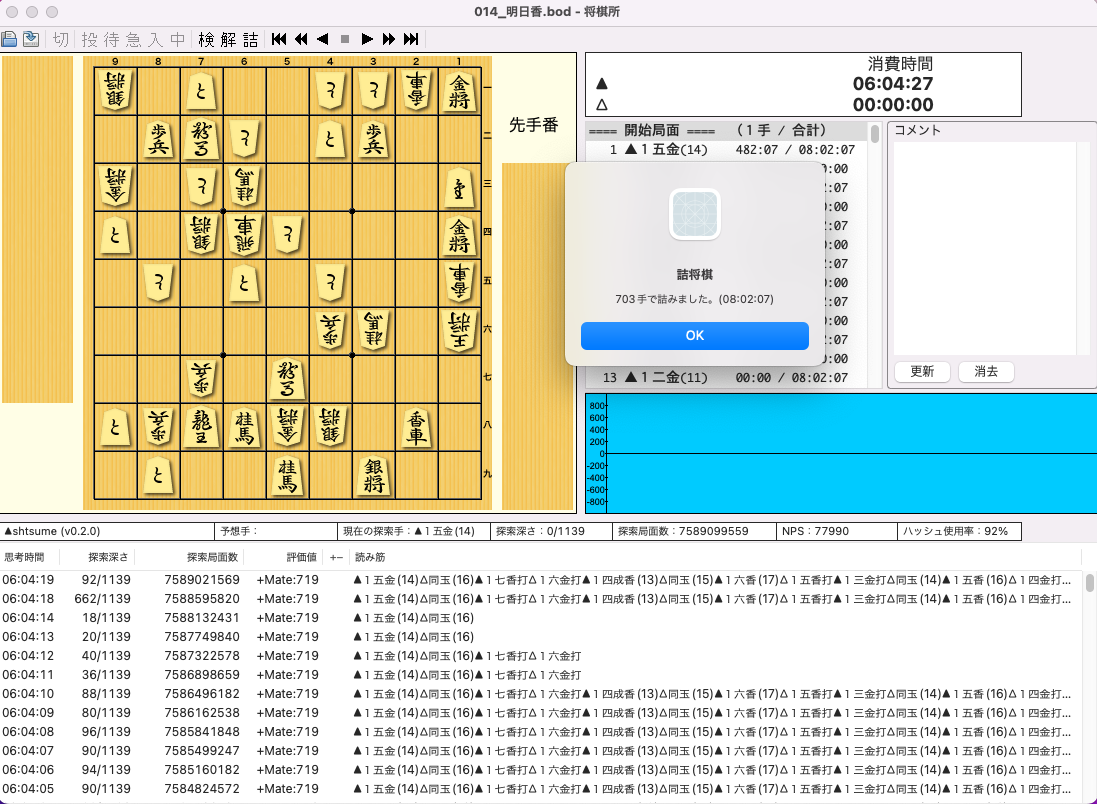 014_明日香.bod - 将棋所
切 投 待 急 入 中 検 解 詰
9 8 7 6 5 4 3 2 1
一
二
三
四
五
六
七
八
九
先手番
消費時間
▲ 06:04:27
△ 00:00:00
==== 開始局面 ==== (1手 / 合計)
1 ▲1五金(14) 482:07 / 08:02:07
13 ▲1二金(11) 00:00 / 08:02:07
コメント
更新 消去
詰将棋
703手で詰みました。(08:02:07)
OK
800
600
400
200
0
-200
-400
-600
-800
▲shtsume (v0.2.0) 予想手: 現在の探索手:▲1五金(14) 探索深さ:0/1139 探索局面数:7589099559 NPS:77990 ハッシュ使用率:92%
思考時間 探索深さ 探索局面数 評価値 +− 読み筋
06:04:19 92/1139 7589021569 +Mate:719 ▲1五金(14)△同玉(16)▲1七香打△1六金打▲1四成香(13)△同玉(15)▲1六香(17)△1五香打▲1三金打△同玉(14)▲1五香(16)△1四金打...
06:04:18 662/1139 7588595820 +Mate:719 ▲1五金(14)△同玉(16)▲1七香打△1六金打▲1四成香(13)△同玉(15)▲1六香(17)△1五香打▲1三金打△同玉(14)▲1五香(16)△1四金打...
06:04:14 18/1139 7588132431 +Mate:719 ▲1五金(14)△同玉(16)
06:04:13 20/1139 7587749840 +Mate:719 ▲1五金(14)△同玉(16)
06:04:12 40/1139 7587322578 +Mate:719 ▲1五金(14)△同玉(16)▲1七香打△1六金打
06:04:11 36/1139 7586898659 +Mate:719 ▲1五金(14)△同玉(16)▲1七香打△1六金打
06:04:10 88/1139 7586496182 +Mate:719 ▲1五金(14)△同玉(16)▲1七香打△1六金打▲1四成香(13)△同玉(15)▲1六香(17)△1五香打▲1三金打△同玉(14)▲1五香(16)△1四金打...
06:04:09 80/1139 7586162538 +Mate:719 ▲1五金(14)△同玉(16)▲1七香打△1六金打▲1四成香(13)△同玉(15)▲1六香(17)△1五香打▲1三金打△同玉(14)▲1五香(16)△1四金打...
06:04:08 96/1139 7585841848 +Mate:719 ▲1五金(14)△同玉(16)▲1七香打△1六金打▲1四成香(13)△同玉(15)▲1六香(17)△1五香打▲1三金打△同玉(14)▲1五香(16)△1四金打...
06:04:07 90/1139 7585499247 +Mate:719 ▲1五金(14)△同玉(16)▲1七香打△1六金打▲1四成香(13)△同玉(15)▲1六香(17)△1五香打▲1三金打△同玉(14)▲1五香(16)△1四金打...
06:04:06 94/1139 7585160182 +Mate:719 ▲1五金(14)△同玉(16)▲1七香打△1六金打▲1四成香(13)△同玉(15)▲1六香(17)△1五香打▲1三金打△同玉(14)▲1五香(16)△1四金打...
06:04:05 90/1139 7584824572 +Mate:719 ▲1五金(14)△同玉(16)▲1七香打△1六金打▲1四成香(13)△同玉(15)▲1六香(17)△1五香打▲1三金打△同玉(14)▲1五香(16)△1四金打...